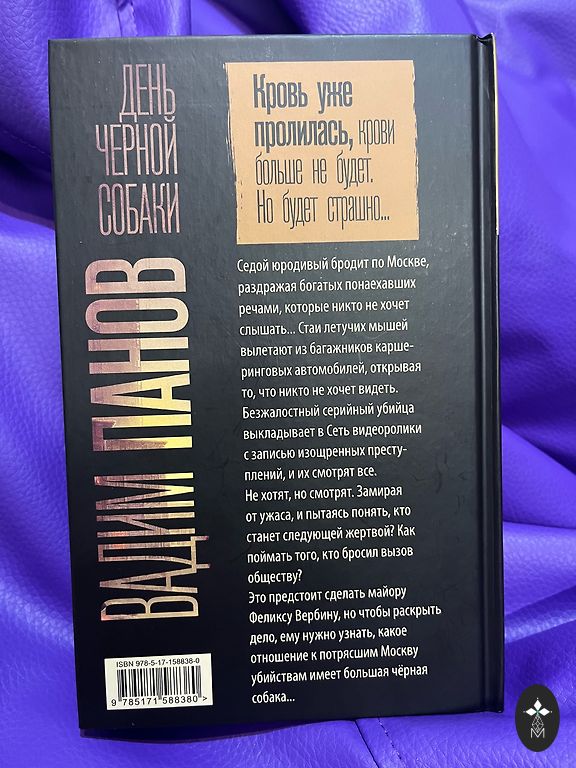 ДЕНЬ
ЧЕРНОЙ
СОБАКИ
ВАДИМ ПАНОВ
Кровь уже
пролилась, крови
больше не будет.
Но будет страшно...
Седой юродивый бродит по Москве,
раздражая богатых понаехавших
речами, которые никто не хочет
слышать... Стаи летучих мышей
вылетают из багажников карше-
ринговых автомобилей, открывая
то, что никто не хочет видеть.
Безжалостный серийный убийца
выкладывает в Сеть видеоролики
с записью изощренных престу-
плений, и их смотрят все.
Не хотят, но смотрят. Замирая
от ужаса, и пытаясь понять, кто
станет следующей жертвой? Как
поймать того, кто бросил вызов
обществу?
Это предстоит сделать майору
Феликсу Вербину, но чтобы раскрыть
дело, ему нужно узнать, какое
отношение к потрясшим Москву
убийствам имеет большая чёрная
собака...
ISBN 978-5-17-158838-0
9 785171 588380 >